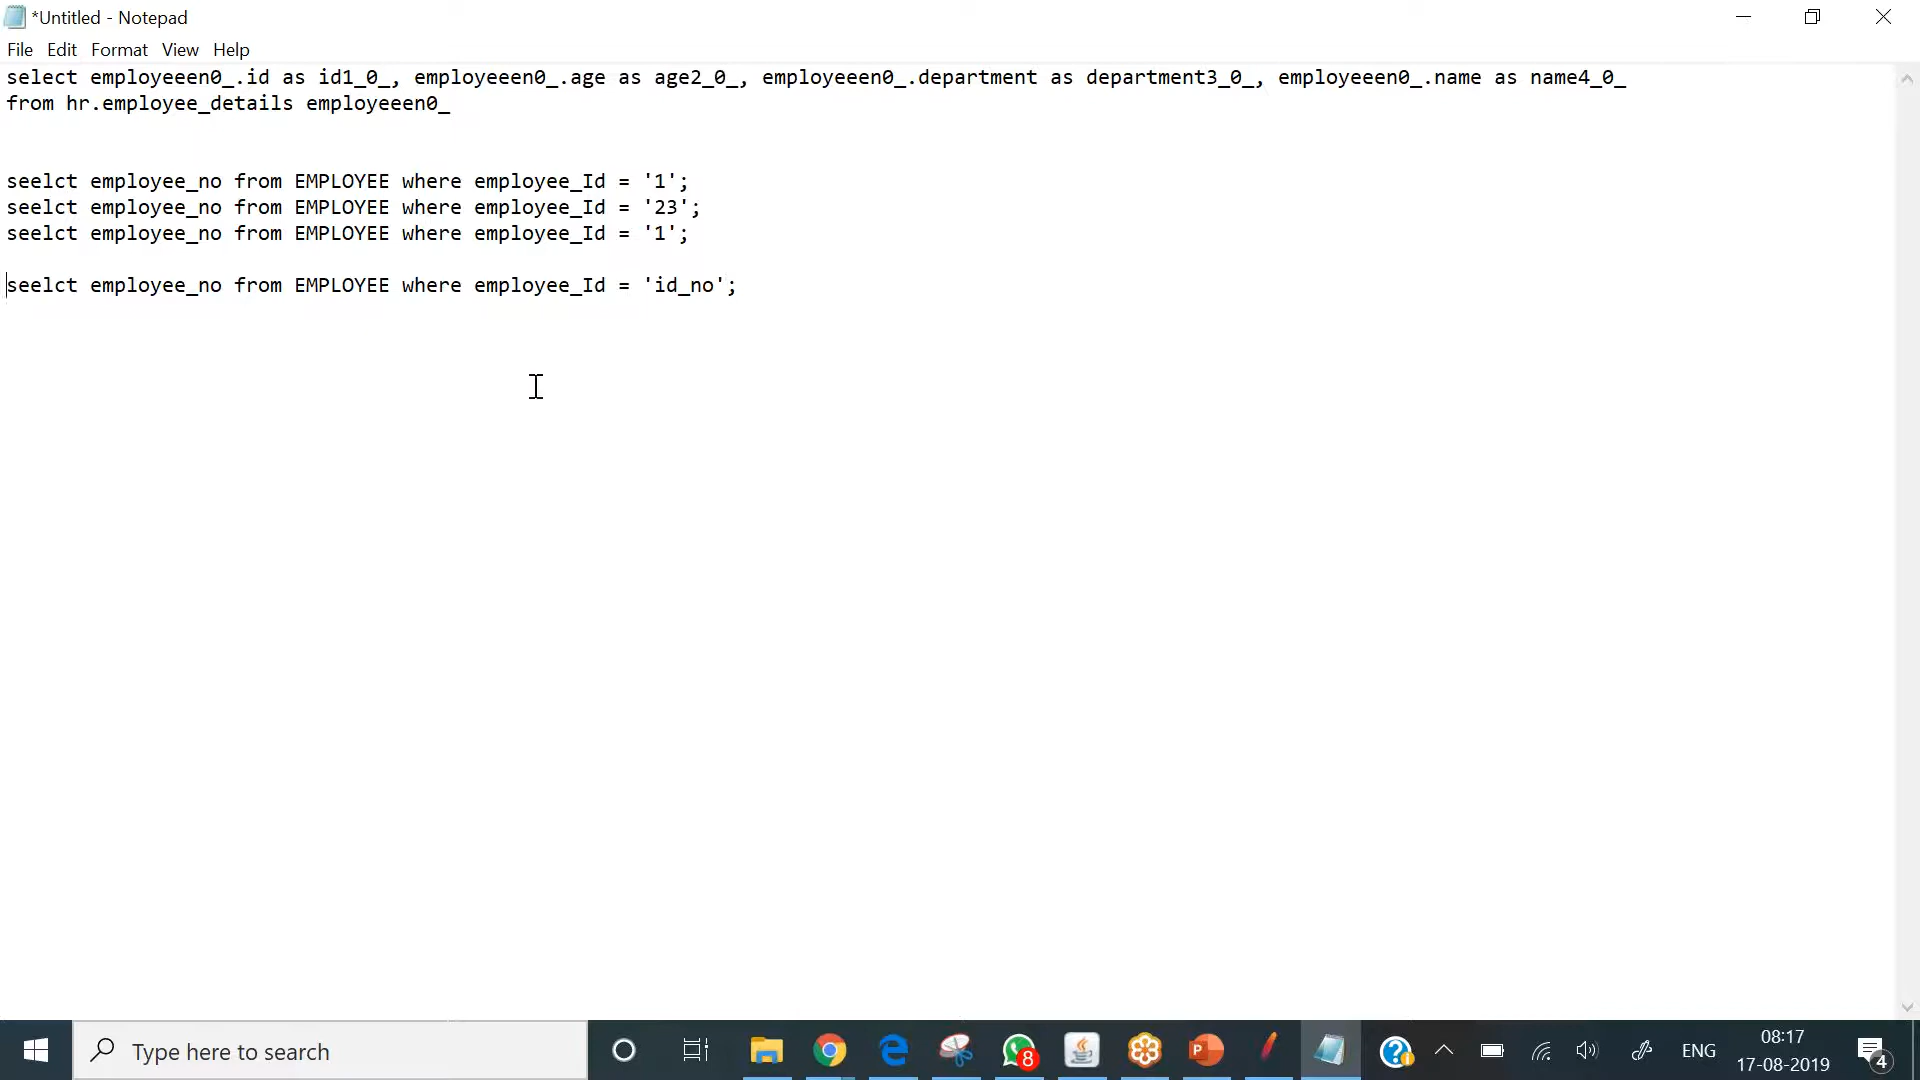 *Untitled - Notepad
File Edit Format View Help
select employeeen0_.id as id1_0_, employeeen0_.age as age2_0_, employeeen0_.department as department3_0_, employeeen0_.name as name4_0_
from hr.employee_details employeeen0_
seelct employee_no from EMPLOYEE where employee_Id = '1';
seelct employee_no from EMPLOYEE where employee_Id = '23';
seelct employee_no from EMPLOYEE where employee_Id = '1';
seelct employee_no from EMPLOYEE where employee_Id = 'id_no';
Type here to search
8
P
?
ENG
08:17
17-08-2019
4